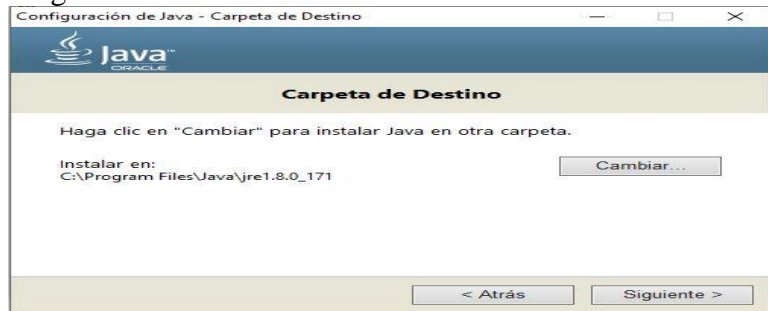 Configuración de Java - Carpeta de Destino
Java™
ORACLE
Carpeta de Destino
Haga clic en "Cambiar" para instalar Java en otra carpeta.
Instalar en:
C:\Program Files\Java\jre1.8.0_171
Cambiar...
< Atrás
Siguiente >